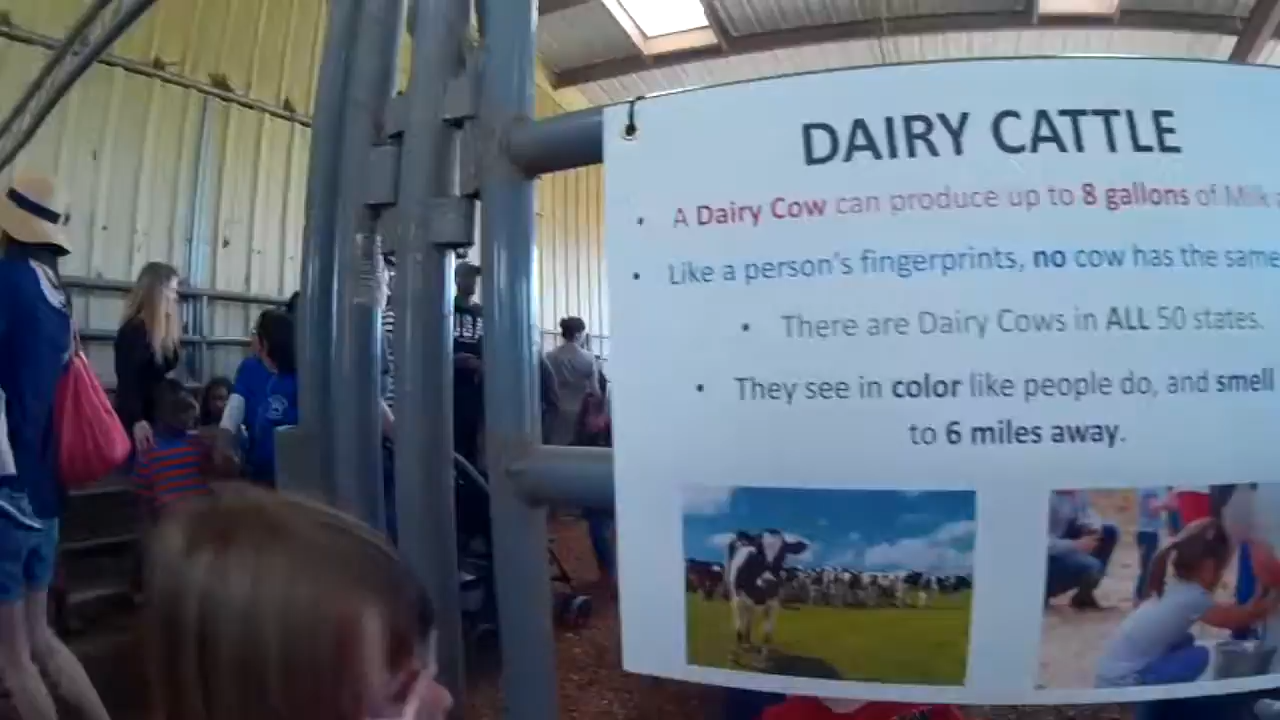 DAIRY CATTLE
• A Dairy Cow can produce up to 8 gallons of Milk
• Like a person's fingerprints, no cow has the same
• There are Dairy Cows in ALL 50 states.
• They see in color like people do, and smell
to 6 miles away.